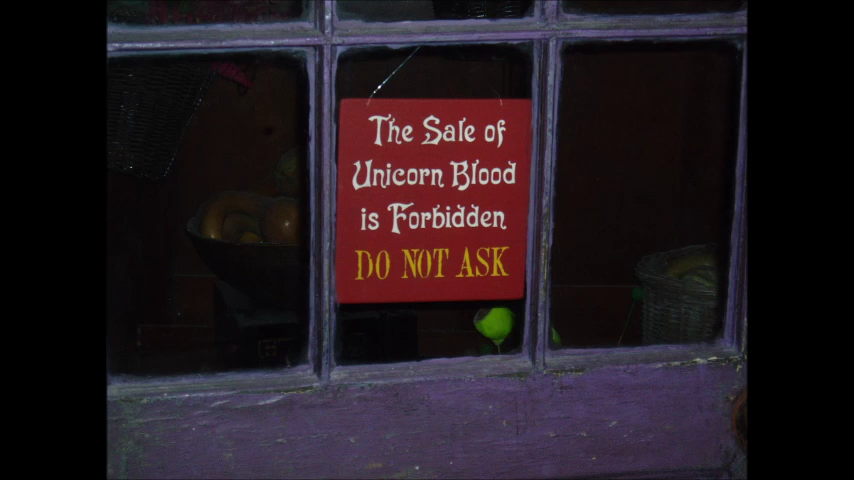 The Sale of
Unicorn Blood
is Forbidden
DO NOT ASK